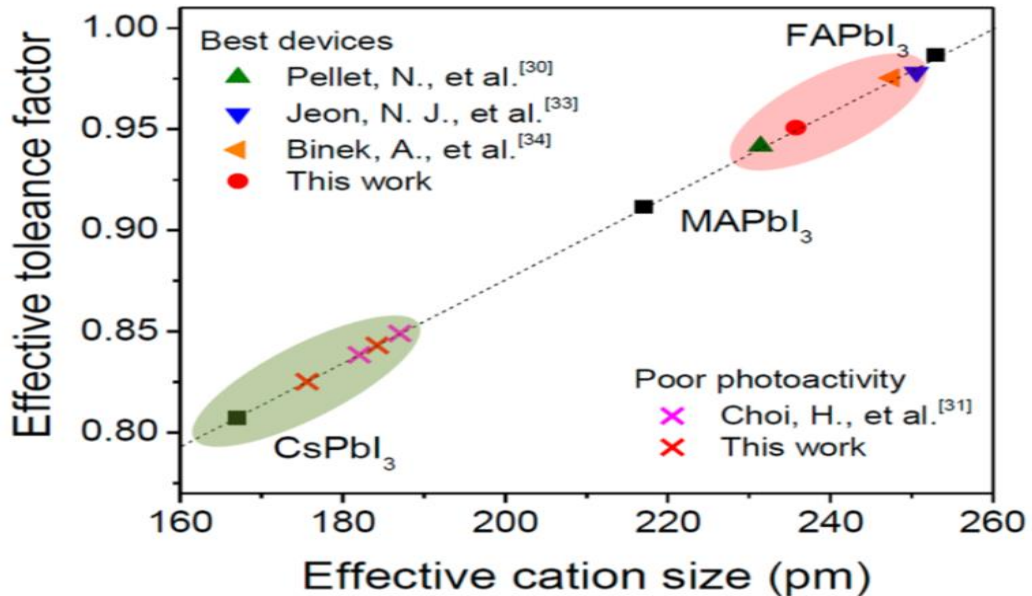 Effective toleance factor
1.00
0.95
0.90
0.85
0.80
Best devices
Pellet, N., et al.[30]
Jeon, N. J., et al.[33]
Binek, A., et al.[34]
This work
FAPbI3
MAPbI3
CsPbI3
Poor photoactivity
Choi, H., et al.[31]
This work
160 180 200 220 240 260
Effective cation size (pm)